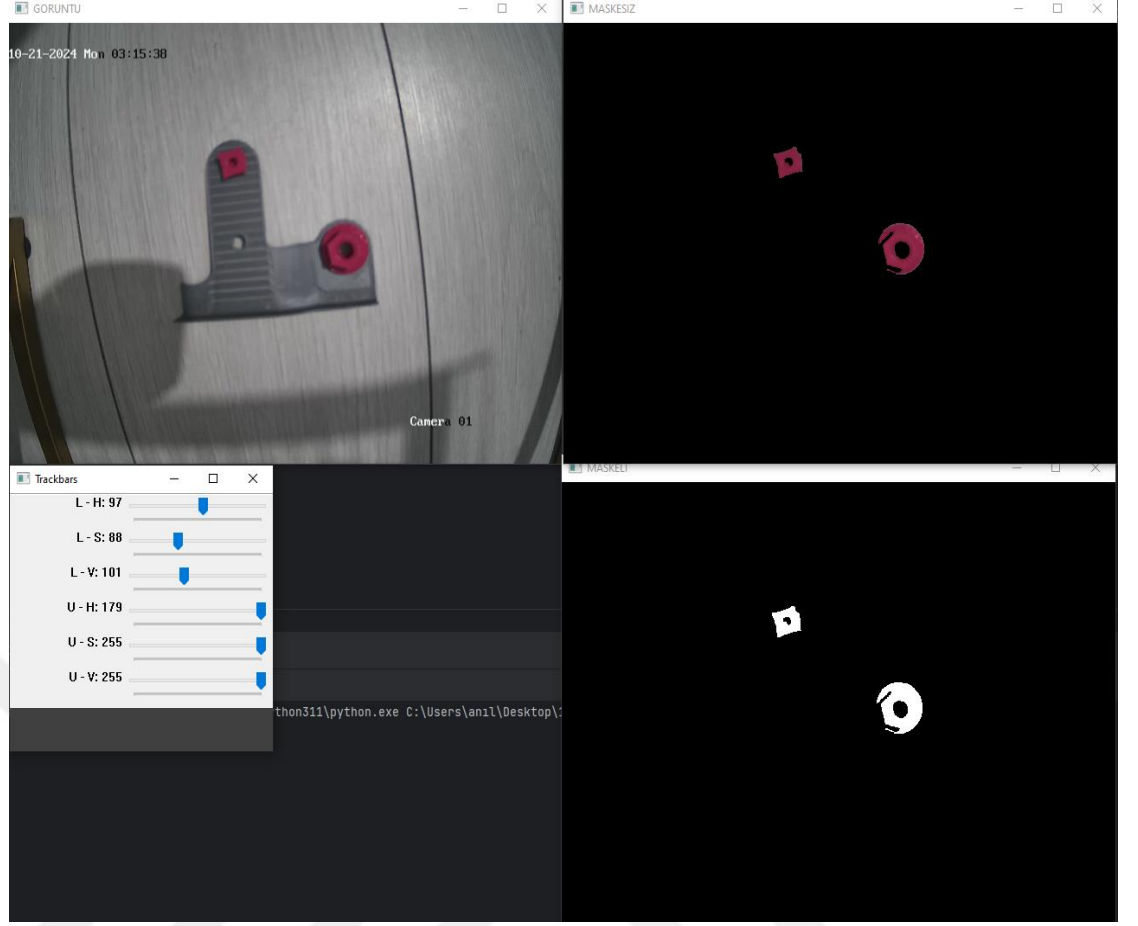 GORUNTU
10-21-2024 Mon 03:15:38
Camera 01
MASKESIZ
Trackbars
L - H: 97
L - S: 88
L - V: 101
U - H: 179
U - S: 255
U - V: 255
MASKELI
thon311\python.exe C:\Users\anıl\Desktop\